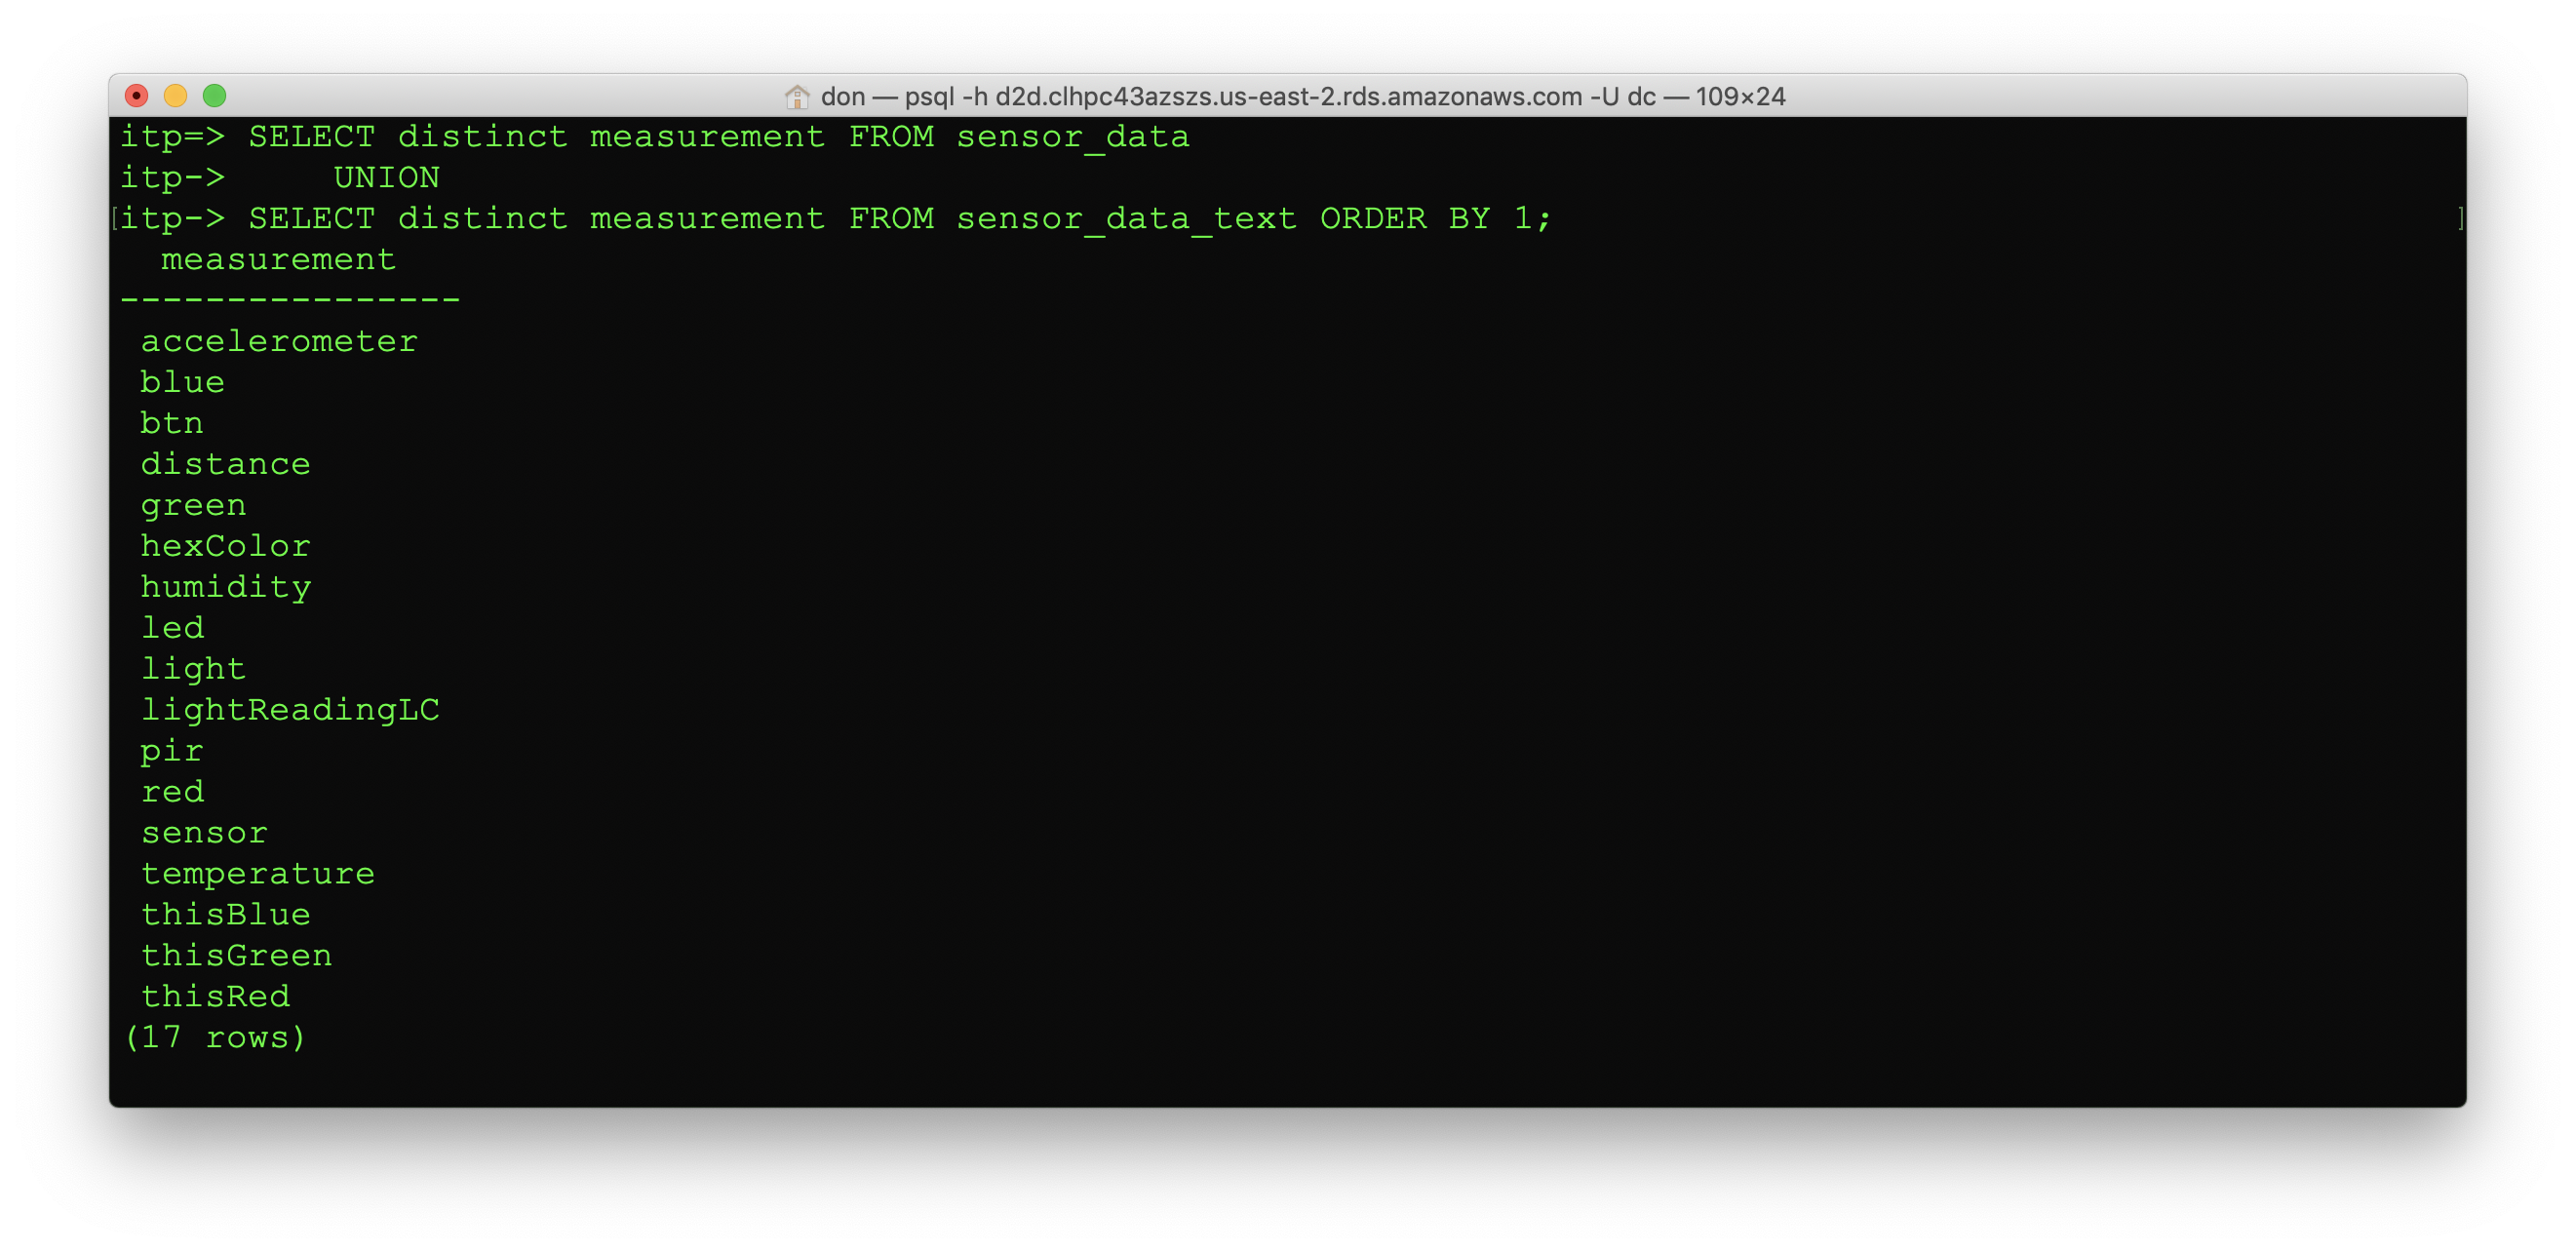 don — psql -h d2d.clhpc43azszs.us-east-2.rds.amazonaws.com -U dc — 109×24
itp=> SELECT distinct measurement FROM sensor_data
itp->     UNION
[itp-> SELECT distinct measurement FROM sensor_data_text ORDER BY 1; ]
  measurement
----------------
 accelerometer
 blue
 btn
 distance
 green
 hexColor
 humidity
 led
 light
 lightReadingLC
 pir
 red
 sensor
 temperature
 thisBlue
 thisGreen
 thisRed
(17 rows)